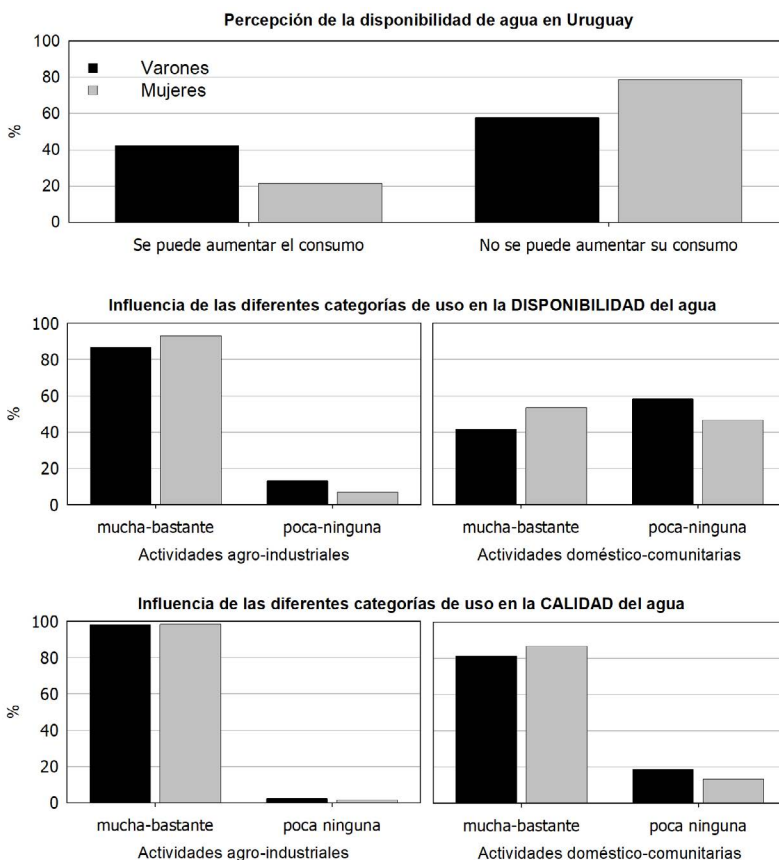 Percepción de la disponibilidad de agua en Uruguay
100
80
60
40
20
0
%
Varones
Mujeres
Se puede aumentar el consumo
No se puede aumentar su consumo
Influencia de las diferentes categorías de uso en la DISPONIBILIDAD del agua
100
80
60
40
20
0
%
mucha-bastante
poca-ninguna
mucha-bastante
poca-ninguna
Actividades agro-industriales
Actividades doméstico-comunitarias
Influencia de las diferentes categorías de uso en la CALIDAD del agua
100
80
60
40
20
0
%
mucha-bastante
poca ninguna
mucha-bastante
poca ninguna
Actividades agro-industriales
Actividades doméstico-comunitarias